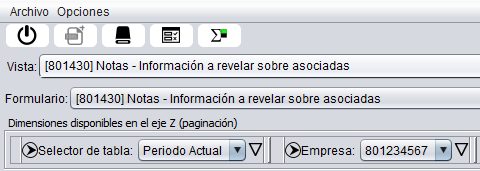 Archivo Opciones
Vista: [801430] Notas - Información a revelar sobre asociadas
Formulario: [801430] Notas - Información a revelar sobre asociadas
Dimensiones disponibles en el eje Z (paginación)
Selector de tabla: Periodo Actual Empresa: 801234567